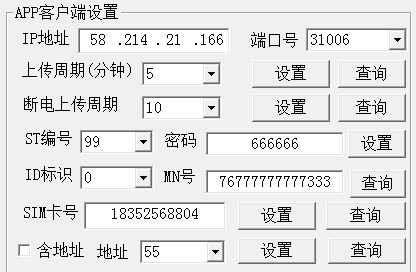 APP客户端设置
IP地址 58 .214 .21 .166 端口号 31006
上传周期(分钟) 5 设置 查询
断电上传周期 10 设置 查询
ST编号 99 密码 666666 设置
ID标识 0 MN号 76777777777333 查询
SIM卡号 18352568804 设置 查询
含地址 地址 55 设置 查询